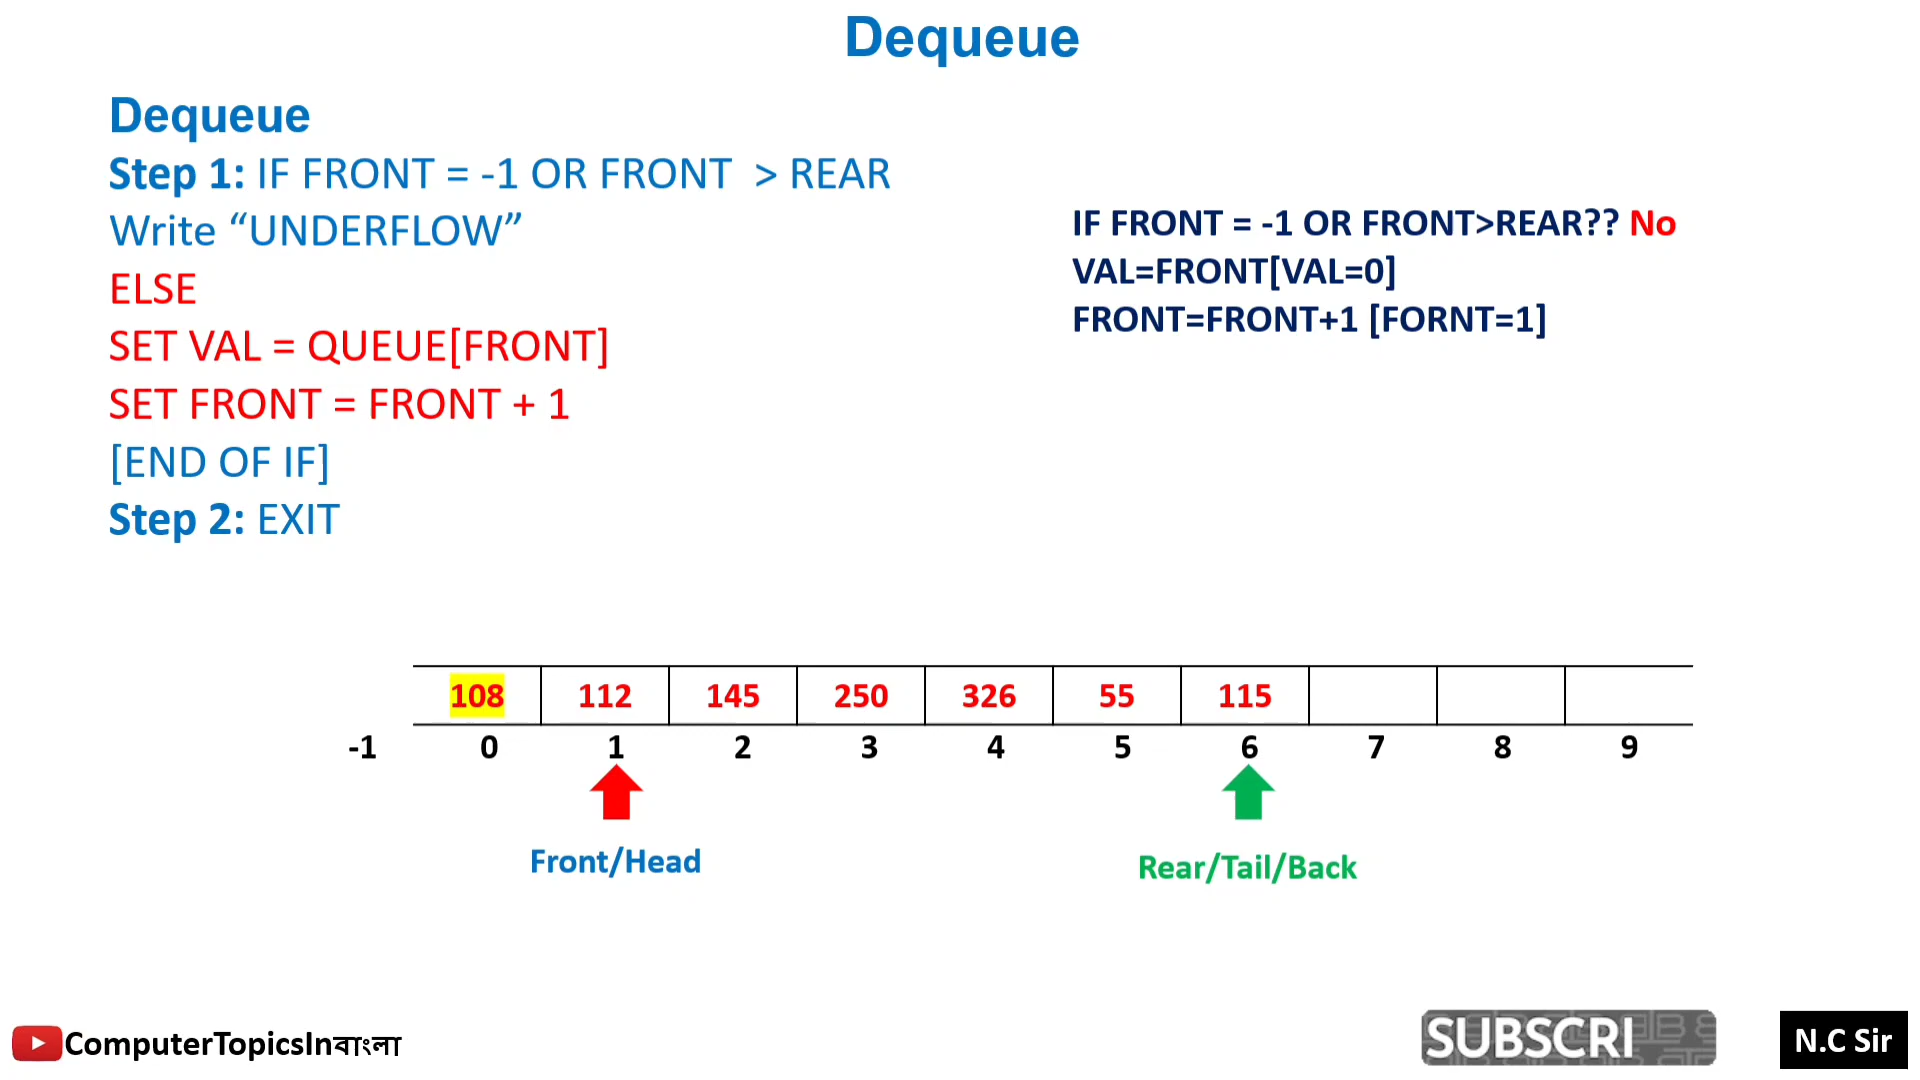 Dequeue
Dequeue
Step 1: IF FRONT = -1 OR FRONT > REAR
Write “UNDERFLOW”
ELSE
SET VAL = QUEUE[FRONT]
SET FRONT = FRONT + 1
[END OF IF]
Step 2: EXIT
IF FRONT = -1 OR FRONT>REAR?? No
VAL=FRONT[VAL=0]
FRONT=FRONT+1 [FORNT=1]
108 112 145 250 326 55 115
-1 0 1 2 3 4 5 6 7 8 9
Front/Head
Rear/Tail/Back
ComputerTopicsInবাংলা
SUBSCRI
N.C Sir